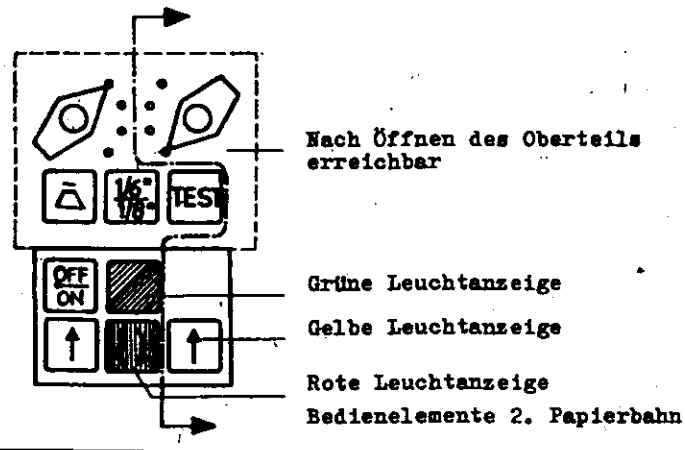 Nach Öffnen des Oberteils
erreichbar
1/6"
1/8"
TEST
OFF
ON
Grüne Leuchtanzeige
Gelbe Leuchtanzeige
Rote Leuchtanzeige
Bedienelemente 2. Papierbahn